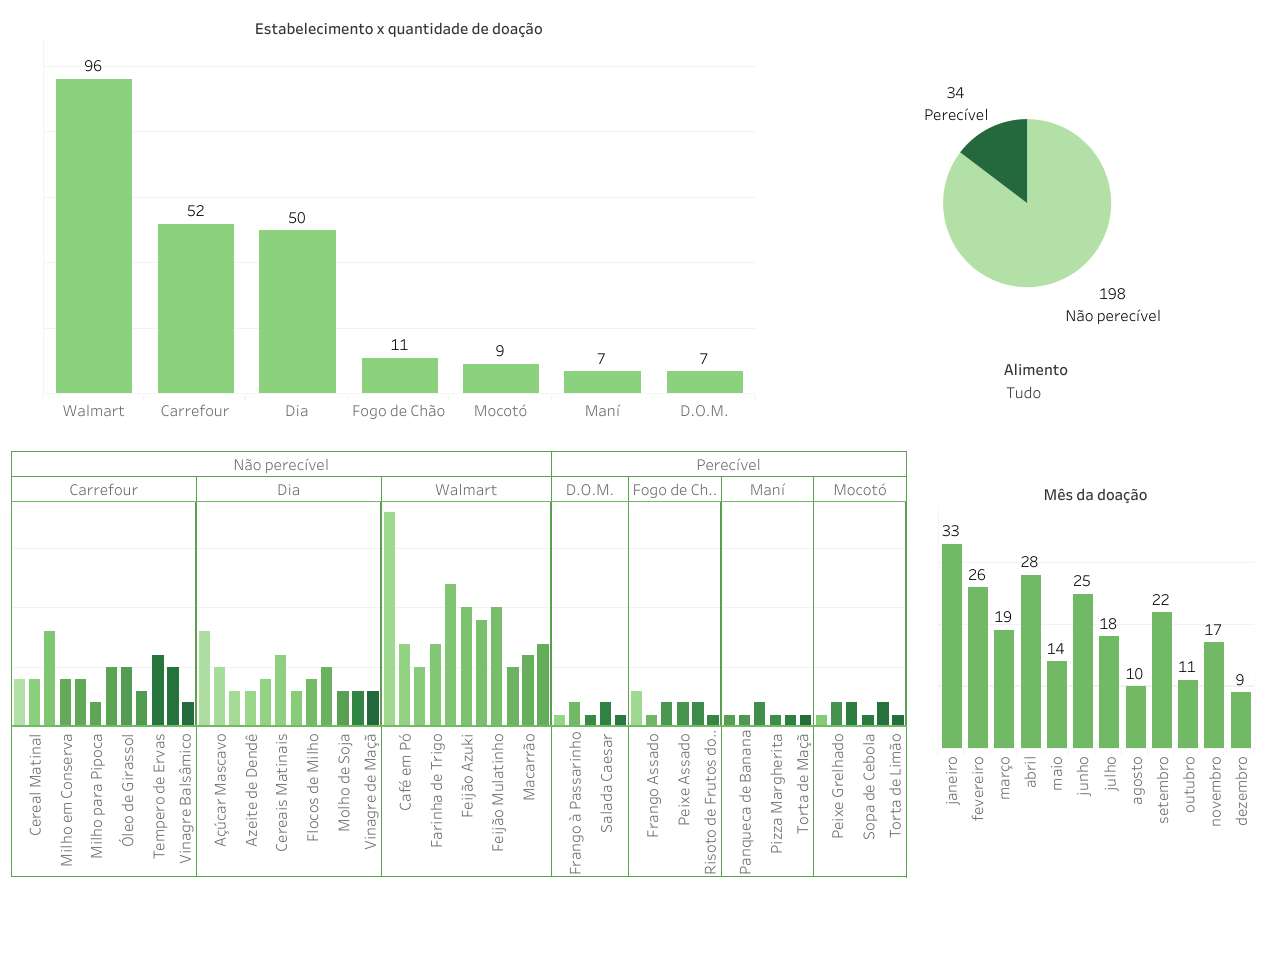 Estabelecimento x quantidade de doação
96
52
50
11
9
7
7
Walmart
Carrefour
Dia
Fogo de Chão
Mocotó
Maní
D.O.M.
34
Perecível
198
Não perecível
Alimento
Tudo
Não perecível
Perecível
Carrefour
Dia
Walmart
D.O.M.
Fogo de Ch..
Maní
Mocotó
Cereal Matinal
Milho em Conserva
Milho para Pipoca
Óleo de Girassol
Tempero de Ervas
Vinagre Balsâmico
Açúcar Mascavo
Azeite de Dendê
Cereais Matinais
Flocos de Milho
Molho de Soja
Vinagre de Maçã
Café em Pó
Farinha de Trigo
Feijão Azuki
Feijão Mulatinho
Macarrão
Frango à Passarinho
Salada Caesar
Frango Assado
Peixe Assado
Risoto de Frutos do..
Panqueca de Banana
Pizza Margherita
Torta de Maçã
Peixe Grelhado
Sopa de Cebola
Torta de Limão
Mês da doação
33
26
19
28
14
25
18
10
22
11
17
9
janeiro
fevereiro
março
abril
maio
junho
julho
agosto
setembro
outubro
novembro
dezembro